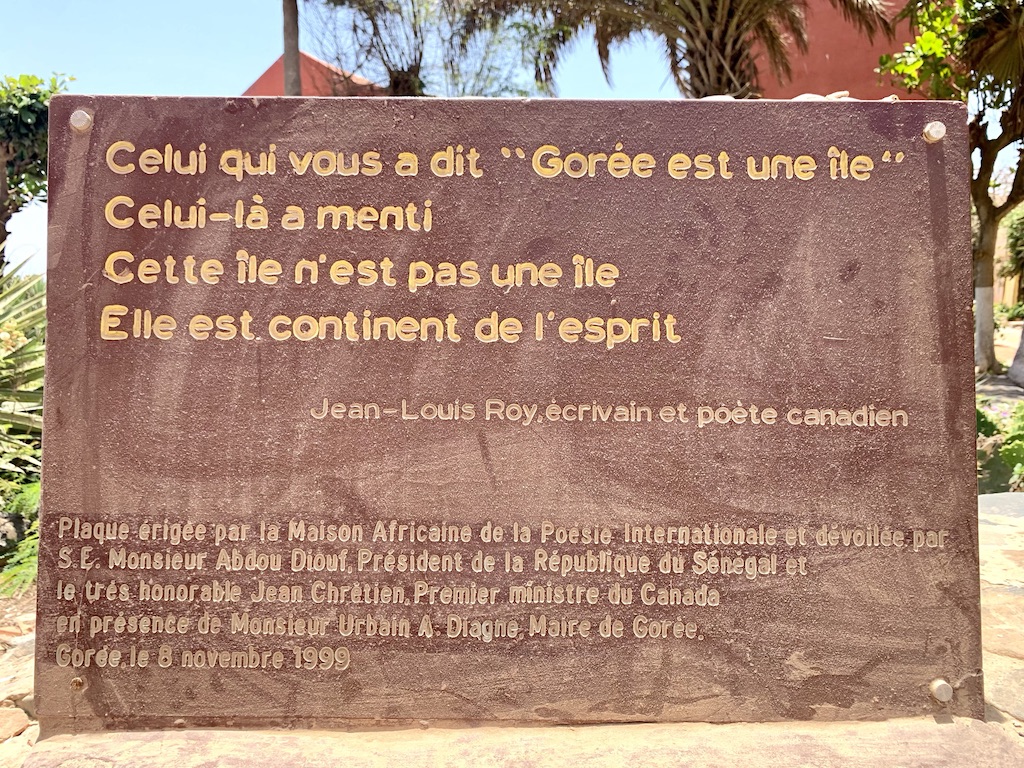 Celui qui vous a dit "Gorée est une île"
Celui-là a menti
Cette île n'est pas une île
Elle est continent de l'esprit
Jean-Louis Roy, écrivain et poète canadien
Plaque érigée par la Maison Africaine de la Poésie Internationale et dévoilée par
S.E. Monsieur Abdou Diouf, Président de la République du Sénégal et
le très honorable Jean Chrétien, Premier ministre du Canada
en présence de Monsieur Urbain A. Diagne, Maire de Gorée.
Gorée, le 8 novembre 1999